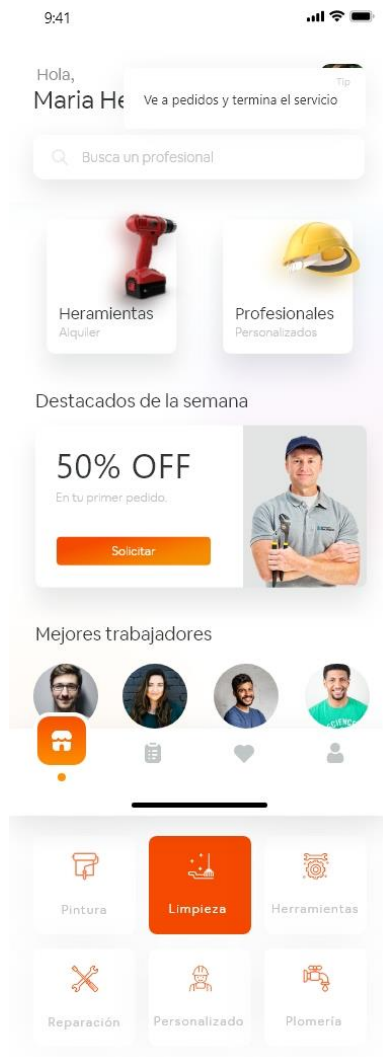 9:41
Hola,
Maria He
Tip
Ve a pedidos y termina el servicio
Busca un profesional
Heramientas
Alquiler
Profesionales
Personalizados
Destacados de la semana
50% OFF
En tu primer pedido.
Solicitar
Mejores trabajadores
Pintura
Limpieza
Herramientas
Reparación
Personalizado
Plomería